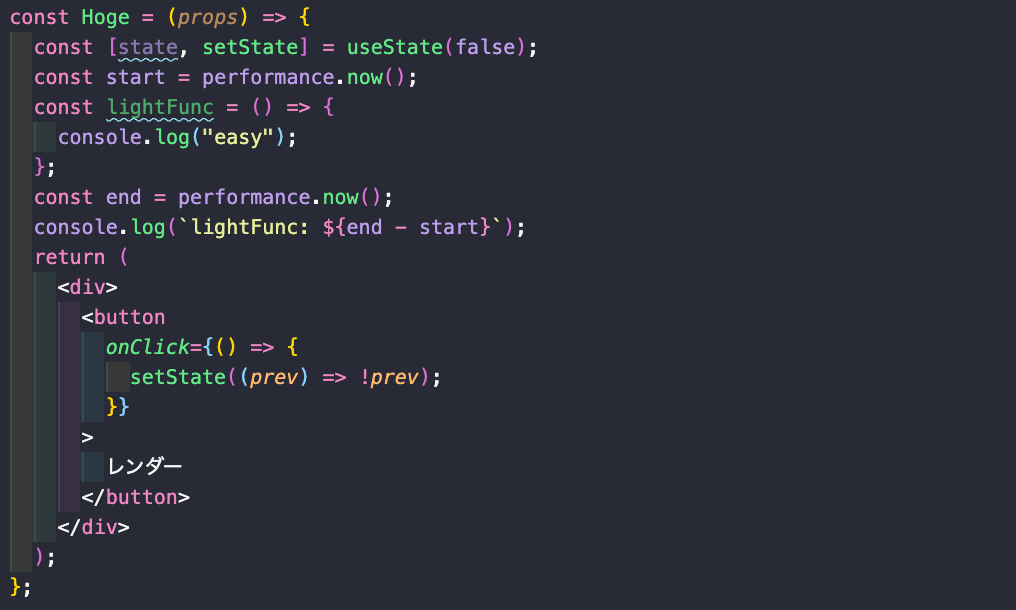 const Hoge = (props) => {
  const [state, setState] = useState(false);
  const start = performance.now();
  const lightFunc = () => {
    console.log("easy");
  };
  const end = performance.now();
  console.log(`lightFunc: ${end - start}`);
  return (
    <div>
      <button
        onClick={() => {
          setState((prev) => !prev);
        }}
      >
        レンダー
      </button>
    </div>
  );
};